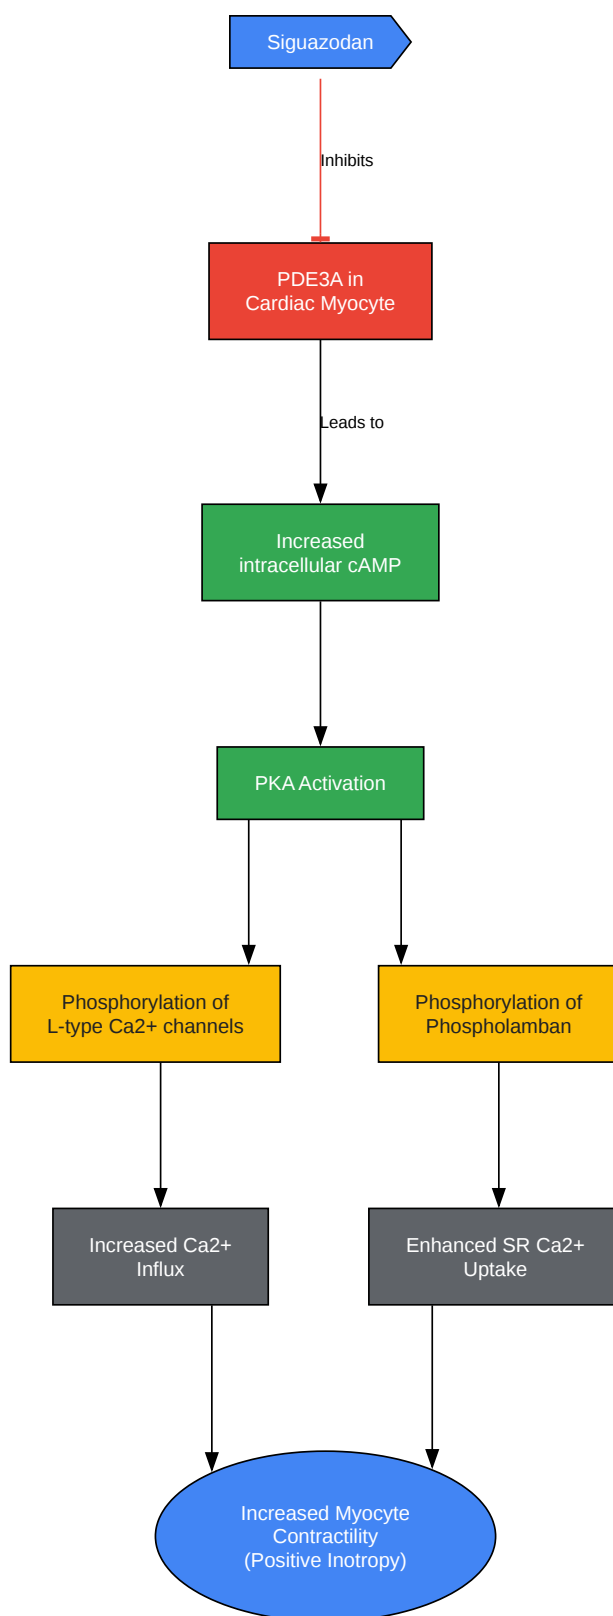 Siguazodan
Inhibits
PDE3A in
Cardiac Myocyte
Leads to
Increased
intracellular cAMP
PKA Activation
Phosphorylation of
L-type Ca2+ channels
Phosphorylation of
Phospholamban
Increased Ca2+
Influx
Enhanced SR Ca2+
Uptake
Increased Myocyte
Contractility
(Positive Inotropy)